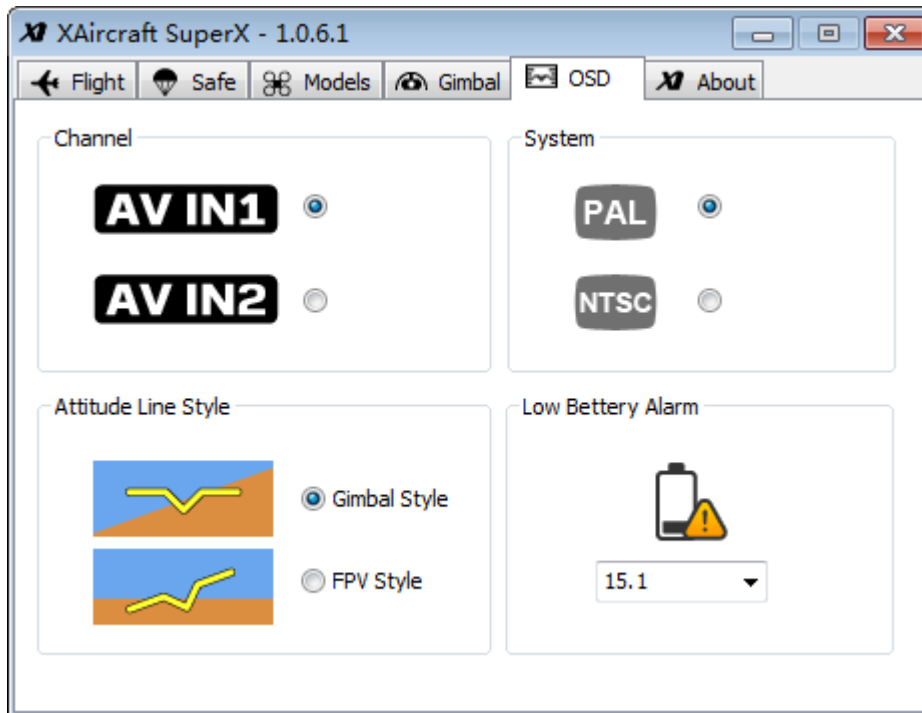 XAircraft SuperX - 1.0.6.1
Flight Safe Models Gimbal OSD About
Channel
AV IN1
AV IN2
System
PAL
NTSC
Attitude Line Style
Gimbal Style
FPV Style
Low Bettery Alarm
15.1